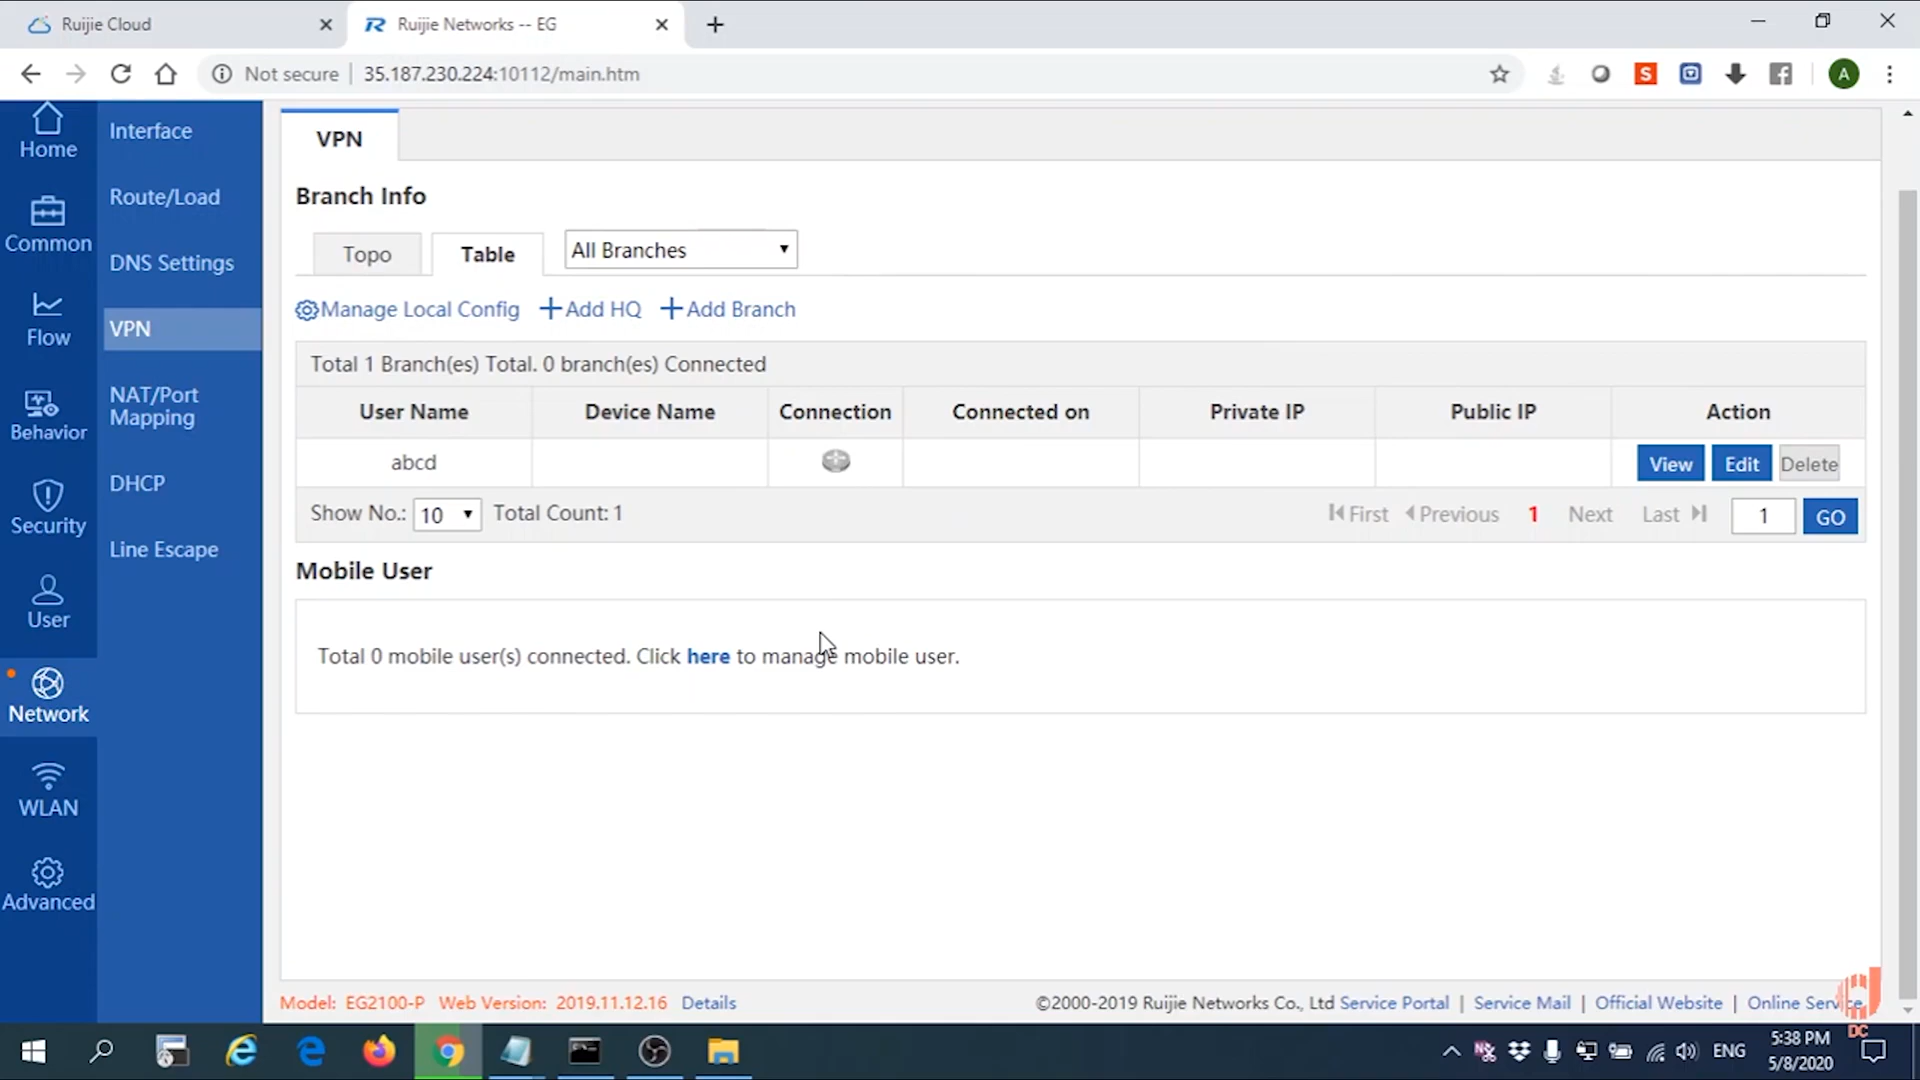 Ruijie Cloud
Ruijie Networks -- EG
Not secure
35.187.230.224:10112/main.htm
S
A
Home
Common
Flow
Behavior
Security
User
Network
WLAN
Advanced
Interface
Route/Load
DNS Settings
VPN
NAT/Port
Mapping
DHCP
Line Escape
VPN
Branch Info
Topo
Table
All Branches
Manage Local Config
+Add HQ
+Add Branch
Total 1 Branch(es) Total. 0 branch(es) Connected
User Name Device Name Connection Connected on Private IP Public IP Action
abcd View Edit Delete
Show No.: 10 Total Count: 1 First Previous 1 Next Last 1 GO
Mobile User
Total 0 mobile user(s) connected. Click here to manage mobile user.
Model: EG2100-P Web Version: 2019.11.12.16 Details
©2000-2019 Ruijie Networks Co., Ltd Service Portal | Service Mail | Official Website | Online Service
DC
ENG
5:38 PM
5/8/2020